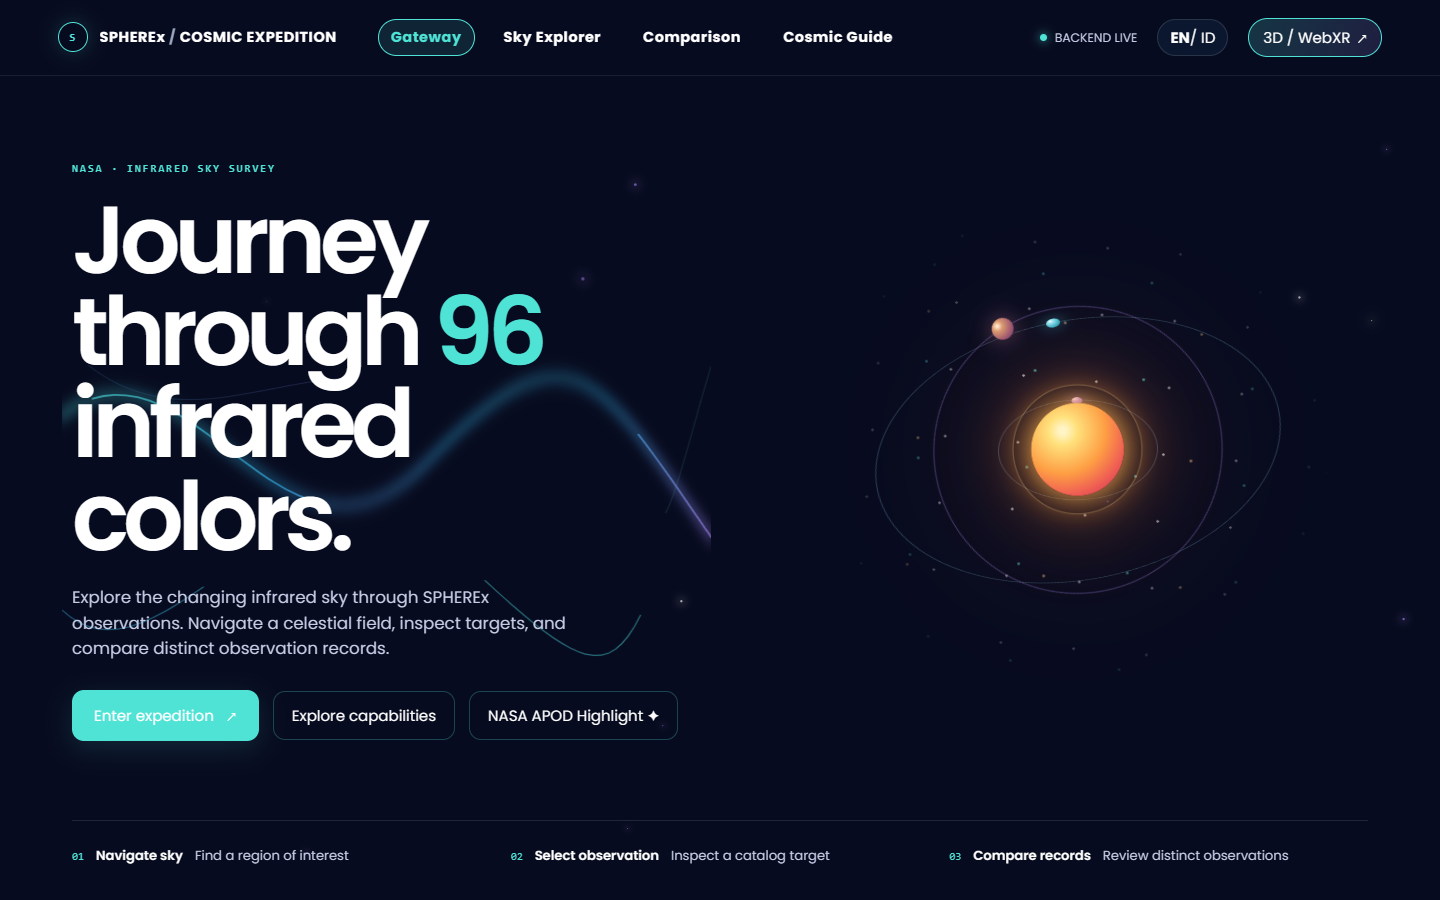 S SPHEREx / COSMIC EXPEDITION Gateway Sky Explorer Comparison Cosmic Guide BACKEND LIVE EN/ ID 3D / WebXR ↗
NASA · INFRARED SKY SURVEY
Journey
through 96
infrared
colors.
Explore the changing infrared sky through SPHEREx
observations. Navigate a celestial field, inspect targets, and
compare distinct observation records.
Enter expedition ↗ Explore capabilities NASA APOD Highlight ✦
01 Navigate sky Find a region of interest 02 Select observation Inspect a catalog target 03 Compare records Review distinct observations